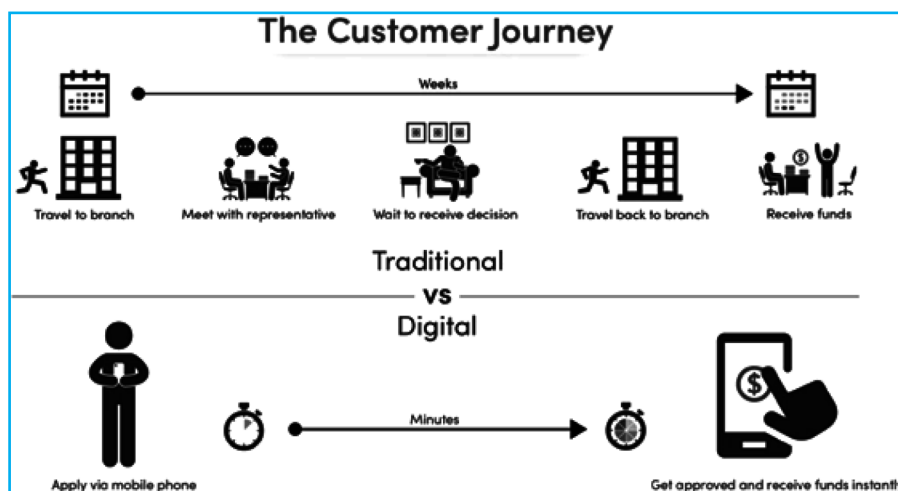 The Customer Journey
Weeks
Travel to branch
Meet with representative
Wait to receive decision
Travel back to branch
Receive funds
Traditional
vs
Digital
Minutes
Apply via mobile phone
Get approved and receive funds instantly